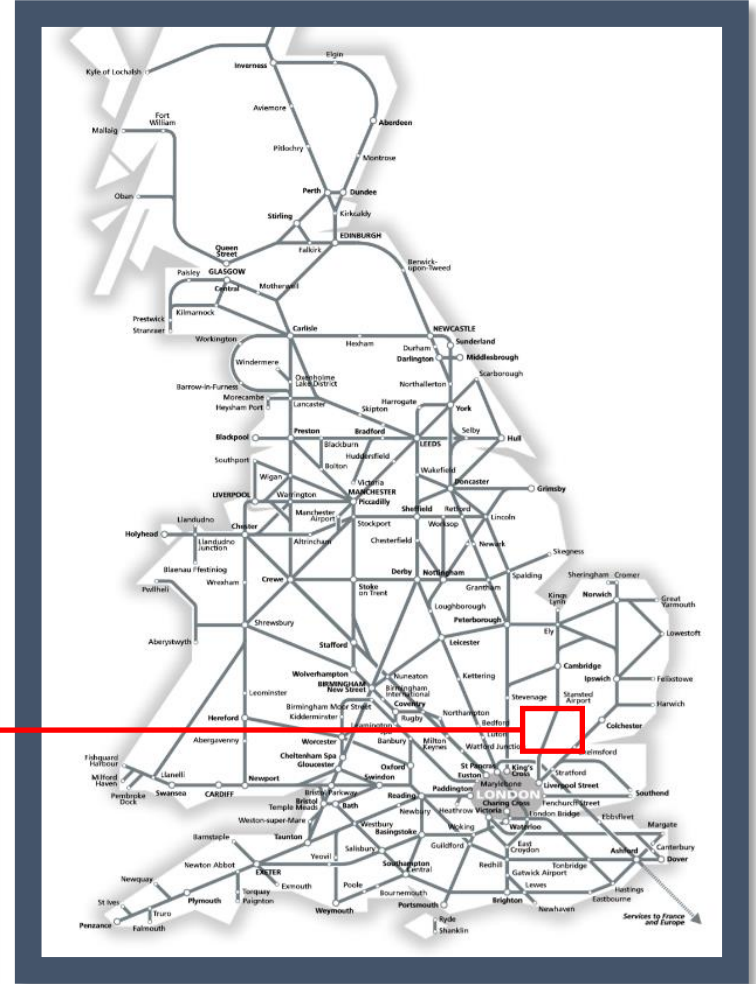 Elgin
Inverness
Kyle of Lochalsh
Aviemore
Fort
William
Aberdeen
Mallaig
Pitlochry
Montrose
Perth
Dundee
Oban
Stirling
Kirkcaldy
EDINBURGH
Queen
Street
Falkirk
Berwick-
upon-Tweed
Paisley
GLASGOW
Central
Motherwell
Prestwick
Kilmarnock
Stranraer
Carlisle
NEWCASTLE
Workington
Hexham
Durham
Sunderland
Darlington
Middlesbrough
Windermere
Scarborough
Oxenholme
Lake District
Barrow-in-Furness
Northallerton
Morecambe
Lancaster
Harrogate
York
Heysham Port
Skipton
Blackpool
Preston
Bradford
LEEDS
Selby
Hull
Blackburn
Southport
Huddersfield
Bolton
Wakefield
Wigan
Victoria
Doncaster
Grimsby
LIVERPOOL
Warrington
MANCHESTER
Piccadilly
Manchester
Airport
Sheffield
Retford
Lincoln
Llandudno
Chester
Stockport
Worksop
Holyhead
Llandudno
Junction
Altrincham
Chesterfield
Newark
Skegness
Blaenau Ffestiniog
Wrexham
Crewe
Stoke
on Trent
Derby
Nottingham
Grantham
Spalding
Sheringham
Cromer
Pwllheli
Kings
Lynn
Norwich
Great
Yarmouth
Loughborough
Peterborough
Shrewsbury
Ely
Lowestoft
Aberystwyth
Stafford
Leicester
Wolverhampton
Nuneaton
Cambridge
BIRMINGHAM
New Street
Birmingham
International
Kettering
Ipswich
Felixstowe
Leominster
Coventry
Stevenage
Stansted
Airport
Harwich
Birmingham Moor Street
Hereford
Kidderminster
Rugby
Northampton
Bedford
Colchester
Leamington
Abergavenny
Worcester
Banbury
Milton
Keynes
Luton
Watford Junction
Chelmsford
Fishguard
Harbour
Cheltenham Spa
Gloucester
Oxford
St Pancras
King's
Cross
Milford
Haven
Llanelli
Newport
Swindon
Euston
Stratford
Marylebone
Liverpool Street
Pembroke
Dock
Swansea
CARDIFF
Bristol Parkway
Reading
Paddington
LONDON
Southend
Bristol
Temple Meads
Bath
Newbury
Heathrow
Victoria
Charing Cross
Fenchurch Street
London Bridge
Ebbsfleet
Weston-super-Mare
Westbury
Basingstoke
Woking
Waterloo
Margate
Barnstaple
Taunton
Salisbury
Guildford
East
Croydon
Canterbury
Ashford
Dover
Newton Abbot
Yeovil
EXETER
Southampton
Central
Redhill
Tonbridge
Gatwick Airport
Newquay
Exmouth
Poole
Bournemouth
Lewes
Hastings
Eastbourne
St Ives
Plymouth
Torquay
Paignton
Weymouth
Portsmouth
Brighton
Newhaven
Truro
Penzance
Falmouth
Ryde
Shanklin
Services to France
and Europe